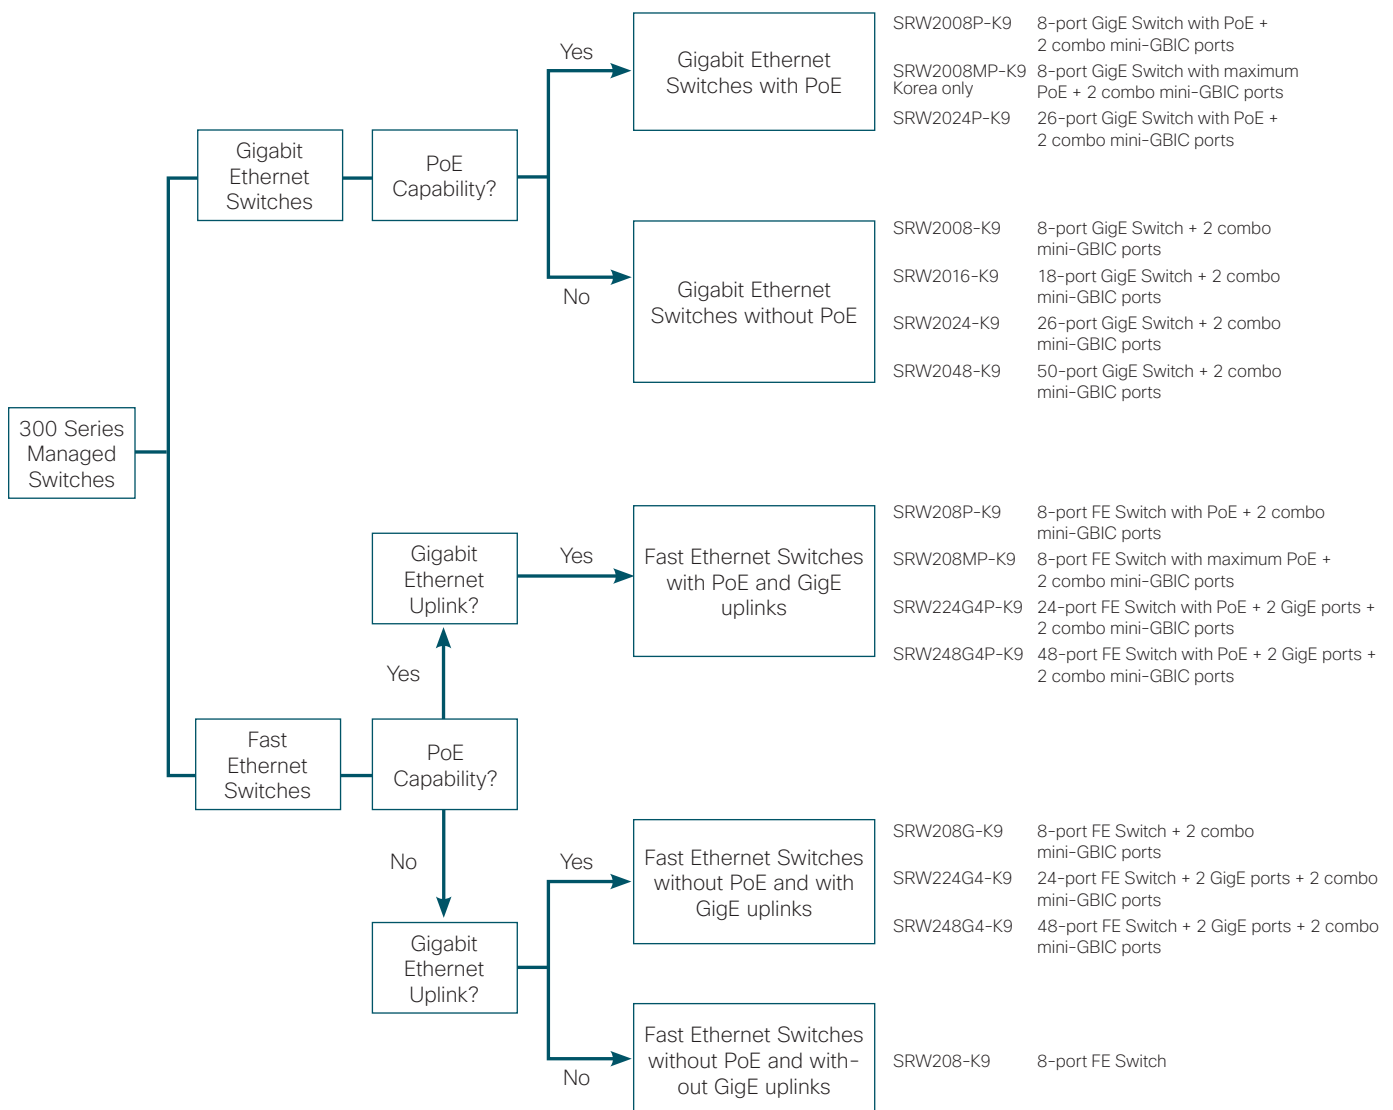 Yes
Gigabit Ethernet
Switches with PoE
SRW2008P-K9 8-port GigE Switch with PoE +
2 combo mini-GBIC ports
SRW2008MP-K9 8-port GigE Switch with maximum
Korea only PoE + 2 combo mini-GBIC ports
SRW2024P-K9 26-port GigE Switch with PoE +
2 combo mini-GBIC ports
Gigabit
Ethernet
Switches
PoE
Capability?
No
Gigabit Ethernet
Switches without PoE
SRW2008-K9 8-port GigE Switch + 2 combo
mini-GBIC ports
SRW2016-K9 18-port GigE Switch + 2 combo
mini-GBIC ports
SRW2024-K9 26-port GigE Switch + 2 combo
mini-GBIC ports
SRW2048-K9 50-port GigE Switch + 2 combo
mini-GBIC ports
300 Series
Managed
Switches
Gigabit
Ethernet
Uplink?
Yes
Fast Ethernet Switches
with PoE and GigE
uplinks
SRW208P-K9 8-port FE Switch with PoE + 2 combo
mini-GBIC ports
SRW208MP-K9 8-port FE Switch with maximum PoE +
2 combo mini-GBIC ports
SRW224G4P-K9 24-port FE Switch with PoE + 2 GigE ports +
2 combo mini-GBIC ports
SRW248G4P-K9 48-port FE Switch with PoE + 2 GigE ports +
2 combo mini-GBIC ports
Yes
Fast
Ethernet
Switches
PoE
Capability?
No
Yes
Fast Ethernet Switches
without PoE and with
GigE uplinks
SRW208G-K9 8-port FE Switch + 2 combo
mini-GBIC ports
SRW224G4-K9 24-port FE Switch + 2 GigE ports + 2 combo
mini-GBIC ports
SRW248G4-K9 48-port FE Switch + 2 GigE ports + 2 combo
mini-GBIC ports
Gigabit
Ethernet
Uplink?
No
Fast Ethernet Switches
without PoE and with-
out GigE uplinks
SRW208-K9 8-port FE Switch